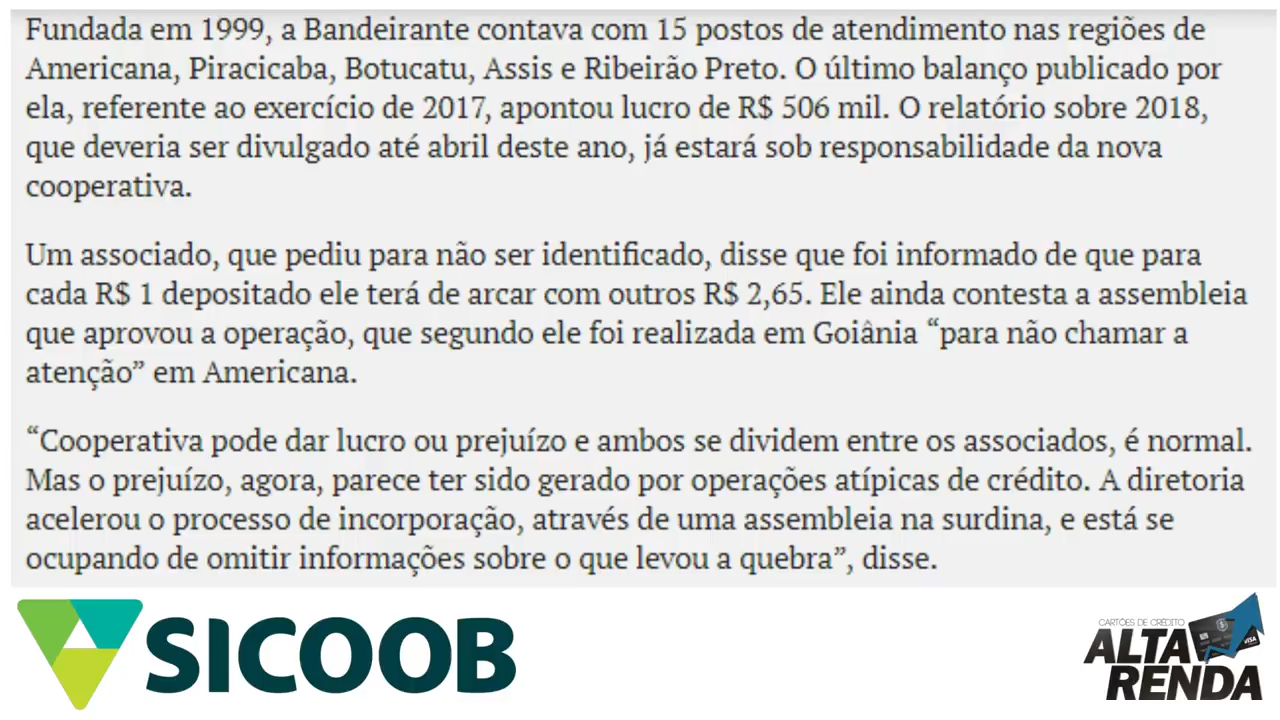 Fundada em 1999, a Bandeirante contava com 15 postos de atendimento nas regiões de
Americana, Piracicaba, Botucatu, Assis e Ribeirão Preto. O último balanço publicado por
ela, referente ao exercício de 2017, apontou lucro de R$ 506 mil. O relatório sobre 2018,
que deveria ser divulgado até abril deste ano, já estará sob responsabilidade da nova
cooperativa.
Um associado, que pediu para não ser identificado, disse que foi informado de que para
cada R$ 1 depositado ele terá de arcar com outros R$ 2,65. Ele ainda contesta a assembleia
que aprovou a operação, que segundo ele foi realizada em Goiânia “para não chamar a
atenção” em Americana.
“Cooperativa pode dar lucro ou prejuízo e ambos se dividem entre os associados, é normal.
Mas o prejuízo, agora, parece ter sido gerado por operações atípicas de crédito. A diretoria
acelerou o processo de incorporação, através de uma assembleia na surdina, e está se
ocupando de omitir informações sobre o que levou a quebra”, disse.
SICOOB
CARTÕES DE CRÉDITO
ALTA
RENDA
VISA